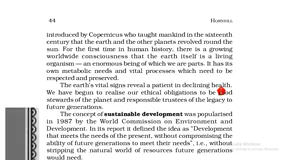 44 HORNBILL
introduced by Copernicus who taught mankind in the sixteenth
century that the earth and the other planets revolved round the
sun. For the first time in human history, there is a growing
worldwide consciousness that the earth itself is a living
organism — an enormous being of which we are parts. It has its
own metabolic needs and vital processes which need to be
respected and preserved.
The earth's vital signs reveal a patient in declining health.
We have begun to realise our ethical obligations to be good
stewards of the planet and responsible trustees of the legacy to
future generations.
The concept of sustainable development was popularised
in 1987 by the World Commission on Environment and
Development. In its report it defined the idea as "Development
that meets the needs of the present, without compromising the
ability of future generations to meet their needs", i.e., without
stripping the natural world of resources future generations
would need.